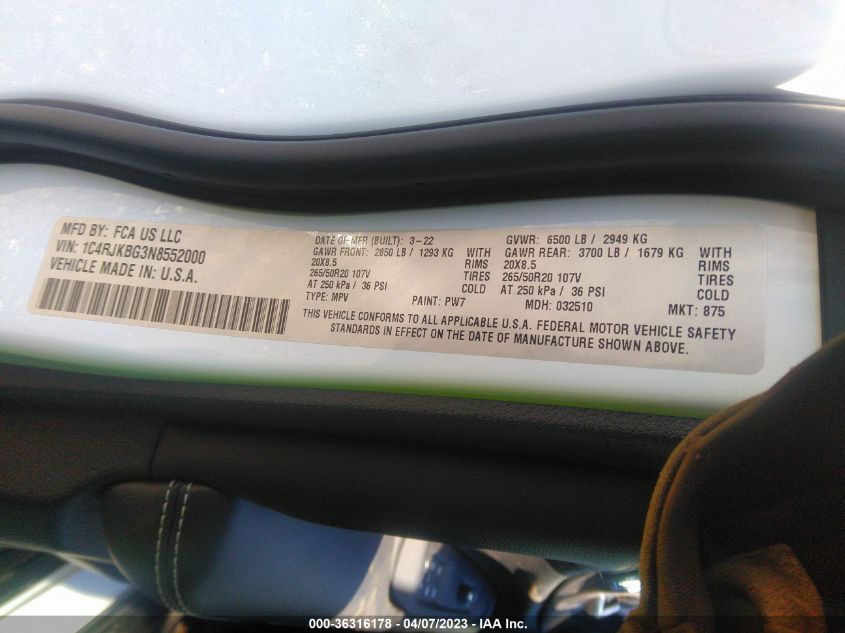 MFD BY: FCA US LLC
VIN: 1C4RJKBG3N8552000
VEHICLE MADE IN: U.S.A.
DATE OF MFR (BUILT): 3-22
GVWR: 6500 LB / 2949 KG
GAWR FRONT: 2850 LB / 1293 KG WITH
20X8.5 RIMS
265/50R20 107V TIRES
AT 250 kPa / 36 PSI COLD
GAWR REAR: 3700 LB / 1679 KG WITH
20X8.5 RIMS
265/50R20 107V TIRES
AT 250 kPa / 36 PSI COLD
TYPE: MPV PAINT: PW7 MDH: 032510 MKT: 875
THIS VEHICLE CONFORMS TO ALL APPLICABLE U.S.A. FEDERAL MOTOR VEHICLE SAFETY
STANDARDS IN EFFECT ON THE DATE OF MANUFACTURE SHOWN ABOVE.
000-36316178 - 04/07/2023 - IAA Inc.